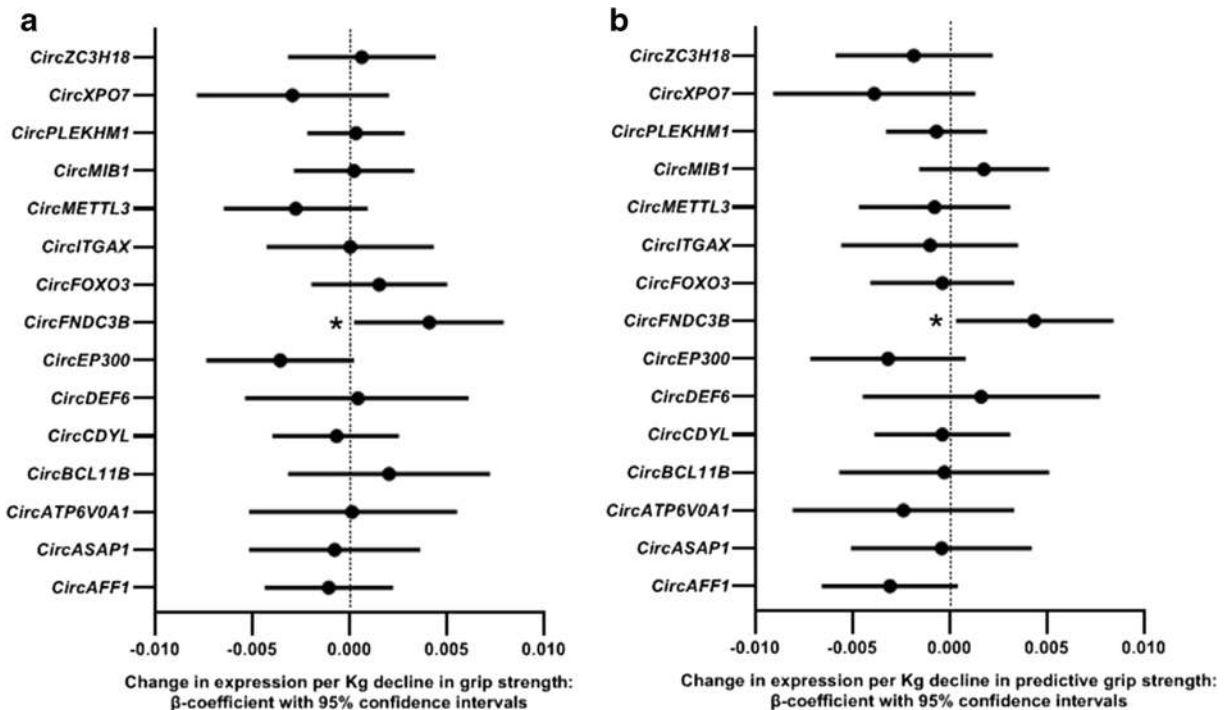 a
CircZC3H18
CircXPO7
CircPLEKHM1
CircMIB1
CircMETTL3
CircITGAX
CircFOXO3
CircFNDC3B *
CircEP300
CircDEF6
CircCDYL
CircBCL11B
CircATP6V0A1
CircASAP1
CircAFF1
-0.010 -0.005 0.000 0.005 0.010
Change in expression per Kg decline in grip strength:
β-coefficient with 95% confidence intervals
b
CircZC3H18
CircXPO7
CircPLEKHM1
CircMIB1
CircMETTL3
CircITGAX
CircFOXO3
CircFNDC3B *
CircEP300
CircDEF6
CircCDYL
CircBCL11B
CircATP6V0A1
CircASAP1
CircAFF1
-0.010 -0.005 0.000 0.005 0.010
Change in expression per Kg decline in predictive grip strength:
β-coefficient with 95% confidence intervals